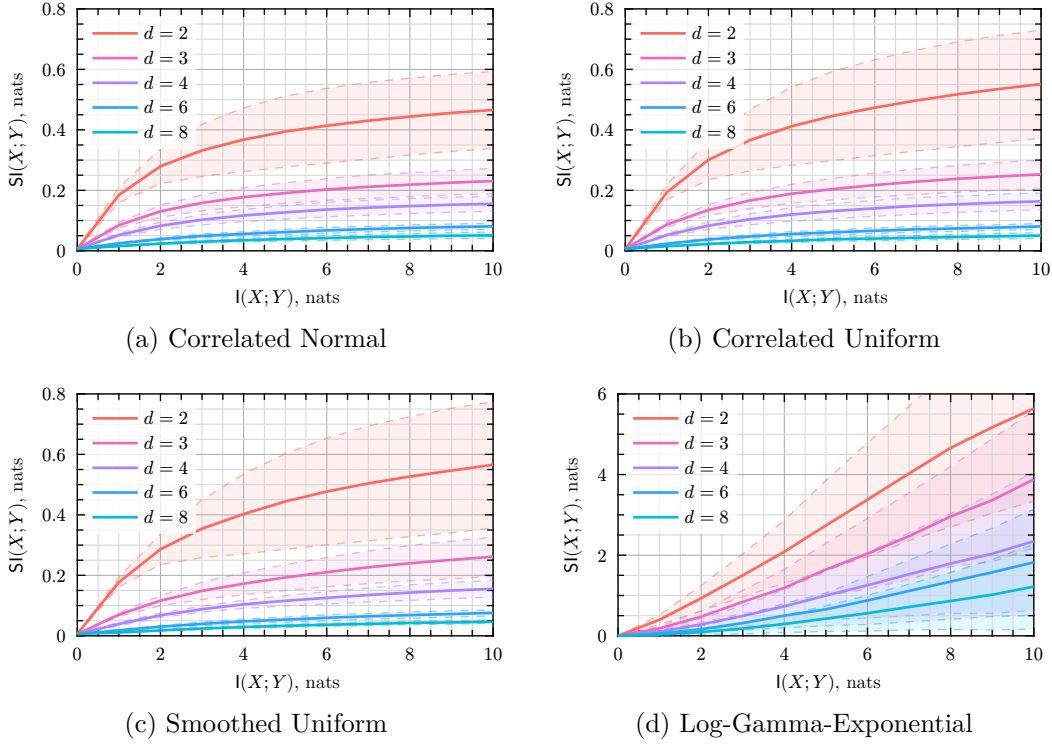 0.8
0.6
0.4
0.2
0
SI(X; Y), nats
d = 2
d = 3
d = 4
d = 6
d = 8
0 2 4 6 8 10
I(X; Y), nats
(a) Correlated Normal
0.8
0.6
0.4
0.2
0
SI(X; Y), nats
d = 2
d = 3
d = 4
d = 6
d = 8
0 2 4 6 8 10
I(X; Y), nats
(b) Correlated Uniform
0.8
0.6
0.4
0.2
0
SI(X; Y), nats
d = 2
d = 3
d = 4
d = 6
d = 8
0 2 4 6 8 10
I(X; Y), nats
(c) Smoothed Uniform
6
4
2
0
SI(X; Y), nats
d = 2
d = 3
d = 4
d = 6
d = 8
0 2 4 6 8 10
I(X; Y), nats
(d) Log-Gamma-Exponential